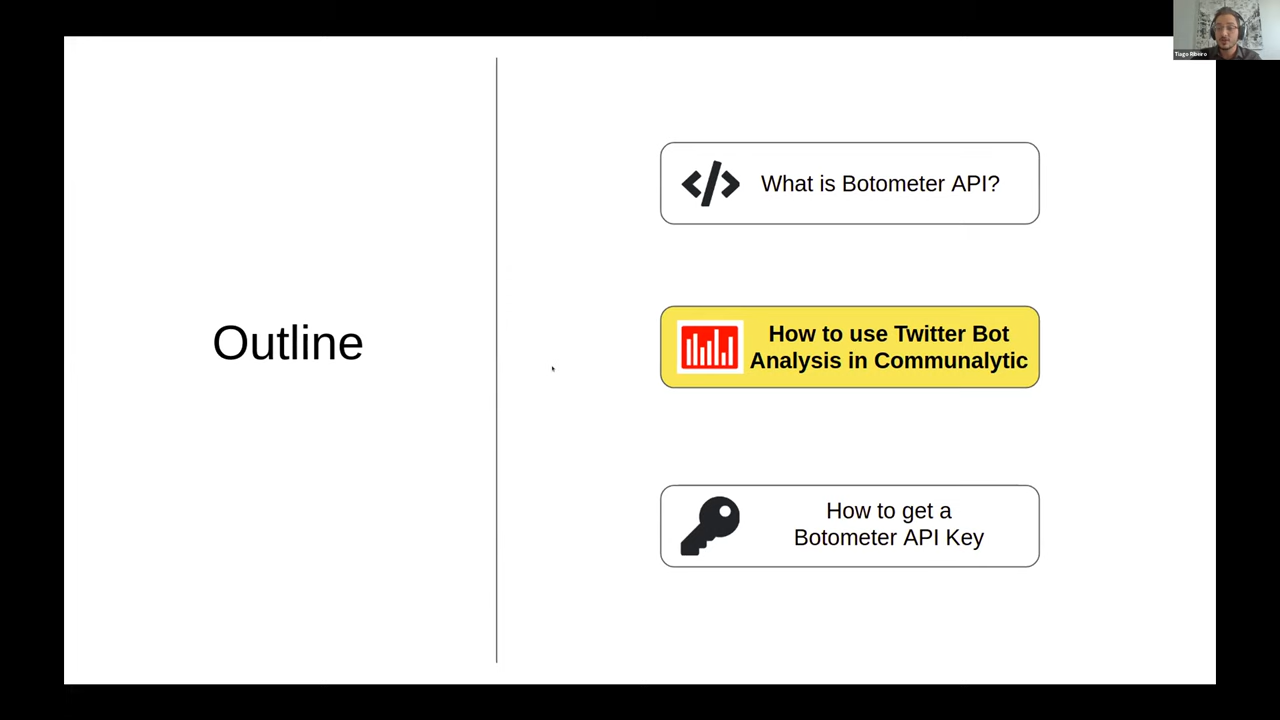 Tiago Ribeiro
What is Botometer API?
Outline
How to use Twitter Bot
Analysis in Communalytic
How to get a
Botometer API Key